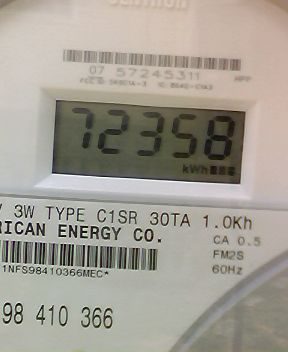 07 57245311
72358
kWh
V 3W TYPE C1SR 30TA 1.0Kh
RICAN ENERGY CO.
CA 0.5
FM2S
60Hz
1NFS98410366MEC*
98 410 366